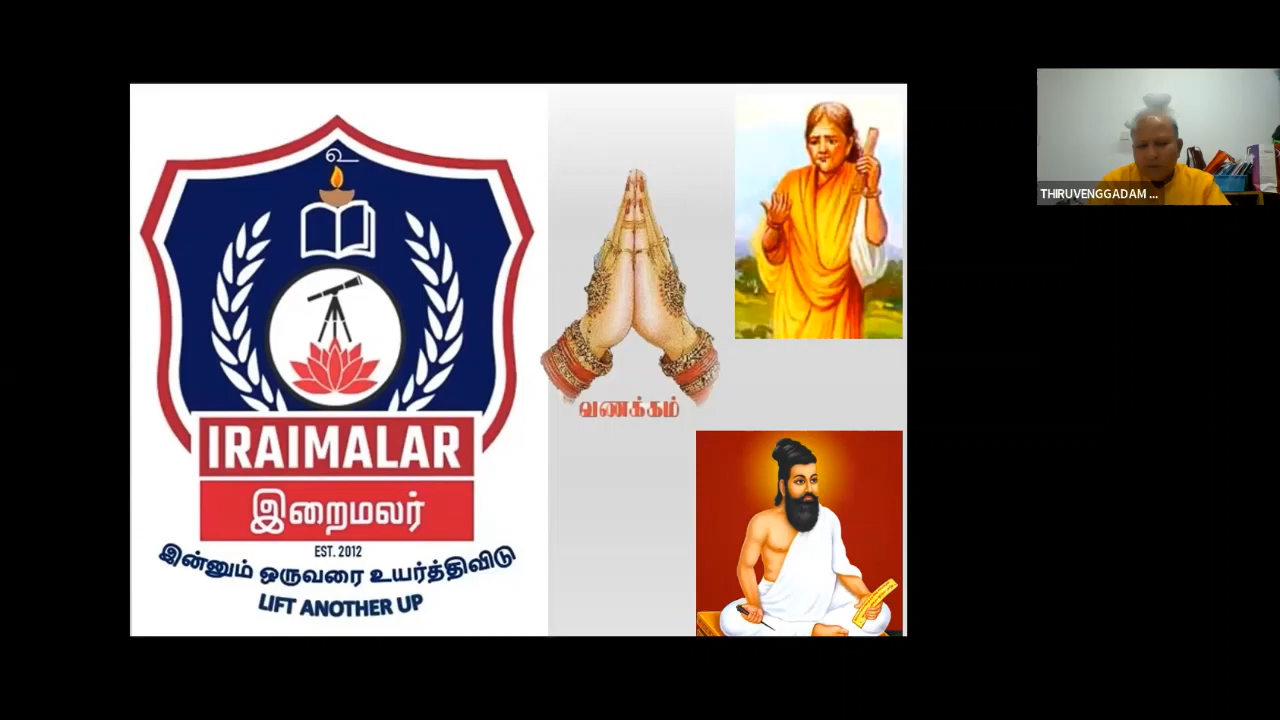 உ
IRAIMALAR
இறைமலர்
EST. 2012
இன்னும் ஒருவரை உயர்த்திவிடு
LIFT ANOTHER UP
வணக்கம்
THIRUVENGGADAM ...